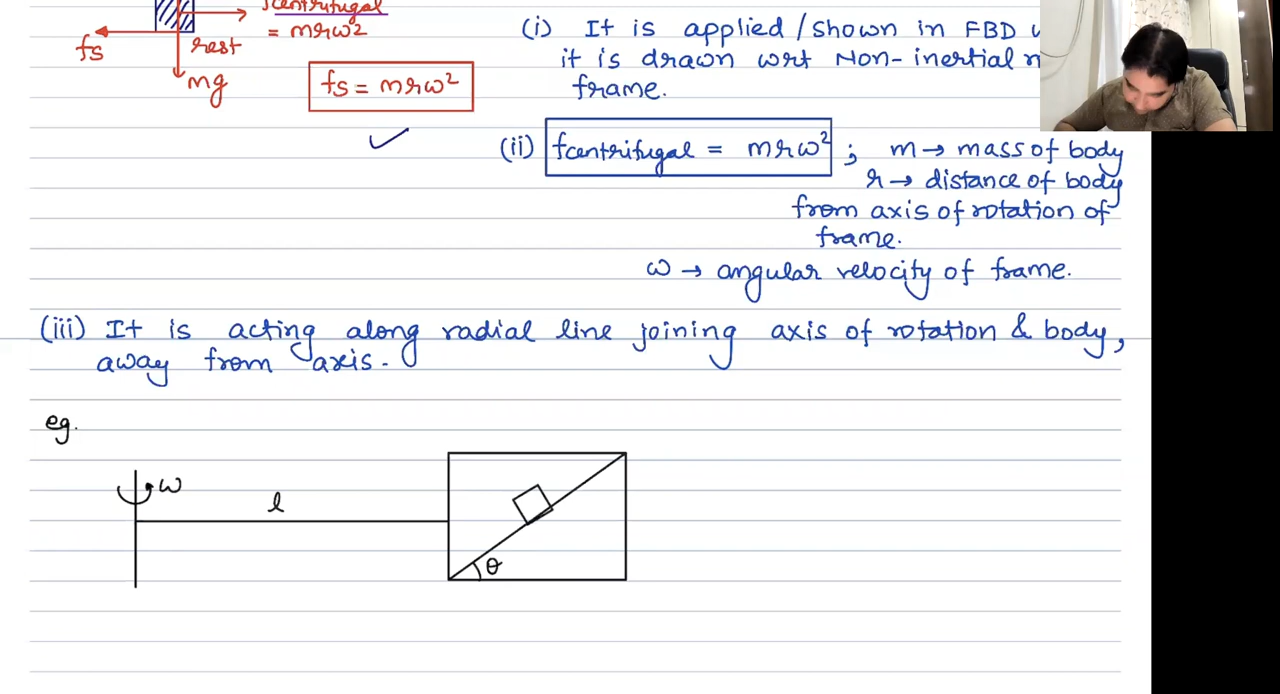 fcentrifugal
= mrω²
fs
rest
mg
fs = mrω²
(i) It is applied / shown in FBD
it is drawn wrt Non-inertial
frame.
(ii) fcentrifugal = mrω² ; m → mass of body
r → distance of body
from axis of rotation of
frame.
ω → angular velocity of frame.
(iii) It is acting along radial line joining axis of rotation & body,
away from axis.
eg.
ω
l
θ